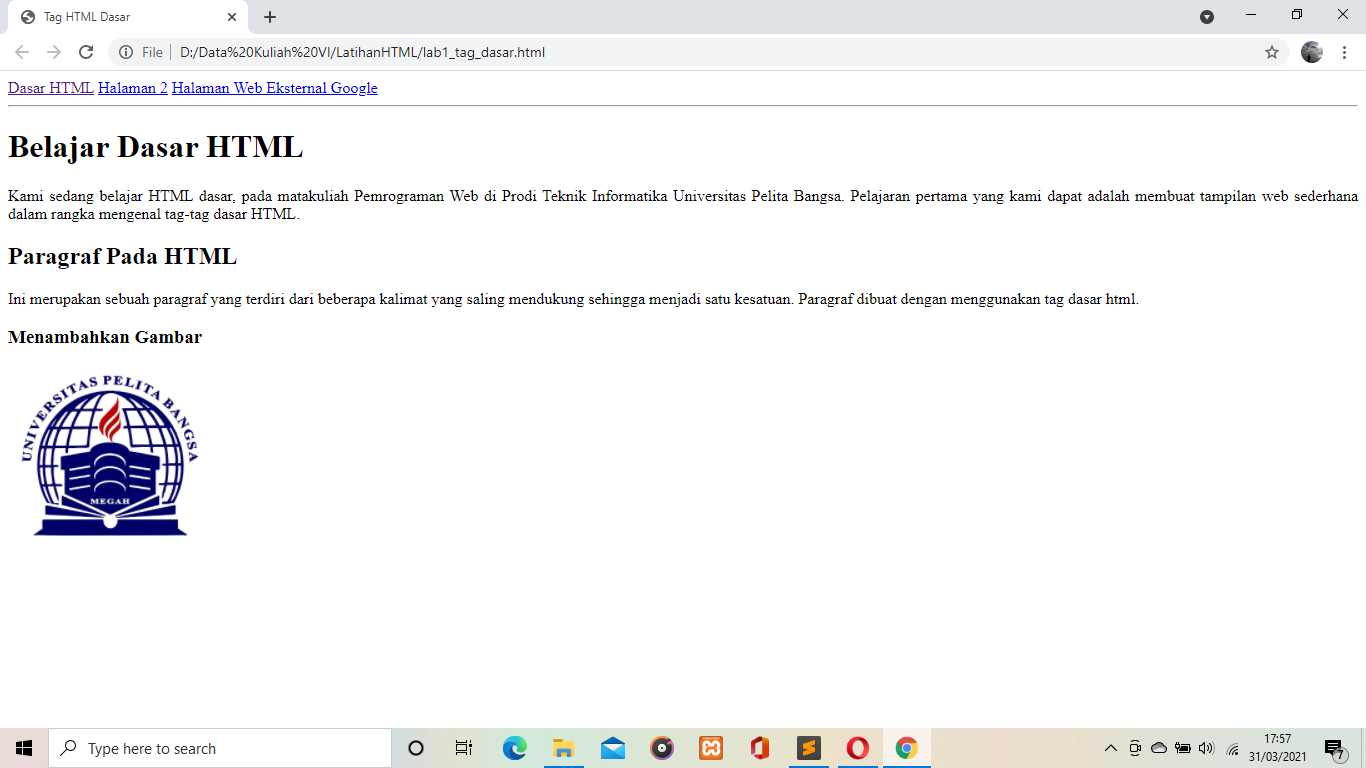 Tag HTML Dasar
File | D:/Data%20Kuliah%20VI/LatihanHTML/lab1_tag_dasar.html
Dasar HTML Halaman 2 Halaman Web Eksternal Google
Belajar Dasar HTML
Kami sedang belajar HTML dasar, pada matakuliah Pemrograman Web di Prodi Teknik Informatika Universitas Pelita Bangsa. Pelajaran pertama yang kami dapat adalah membuat tampilan web sederhana
dalam rangka mengenal tag-tag dasar HTML.
Paragraf Pada HTML
Ini merupakan sebuah paragraf yang terdiri dari beberapa kalimat yang saling mendukung sehingga menjadi satu kesatuan. Paragraf dibuat dengan menggunakan tag dasar html.
Menambahkan Gambar
UNIVERSITAS PELITA BANGSA
MEGAH
Type here to search
17:57
31/03/2021
7